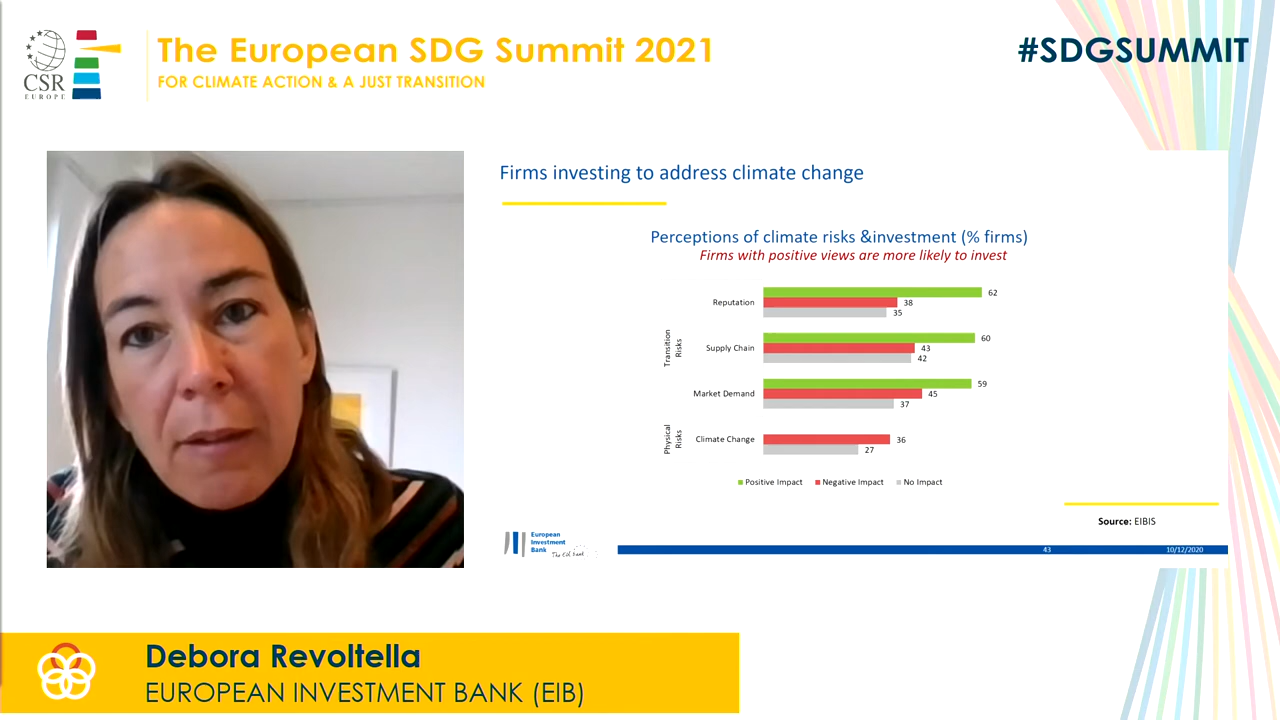 CSR
EUROPE
The European SDG Summit 2021
FOR CLIMATE ACTION & A JUST TRANSITION
#SDGSUMMIT
Firms investing to address climate change
Perceptions of climate risks &investment (% firms)
Firms with positive views are more likely to invest
Transition
Risks
Reputation
62
38
35
Supply Chain
60
43
42
Market Demand
59
45
37
Physical
Risks
Climate Change
36
27
Positive Impact Negative Impact No Impact
Source: EIBIS
European
Investment
Bank The EU bank
43 10/12/2020
Debora Revoltella
EUROPEAN INVESTMENT BANK (EIB)